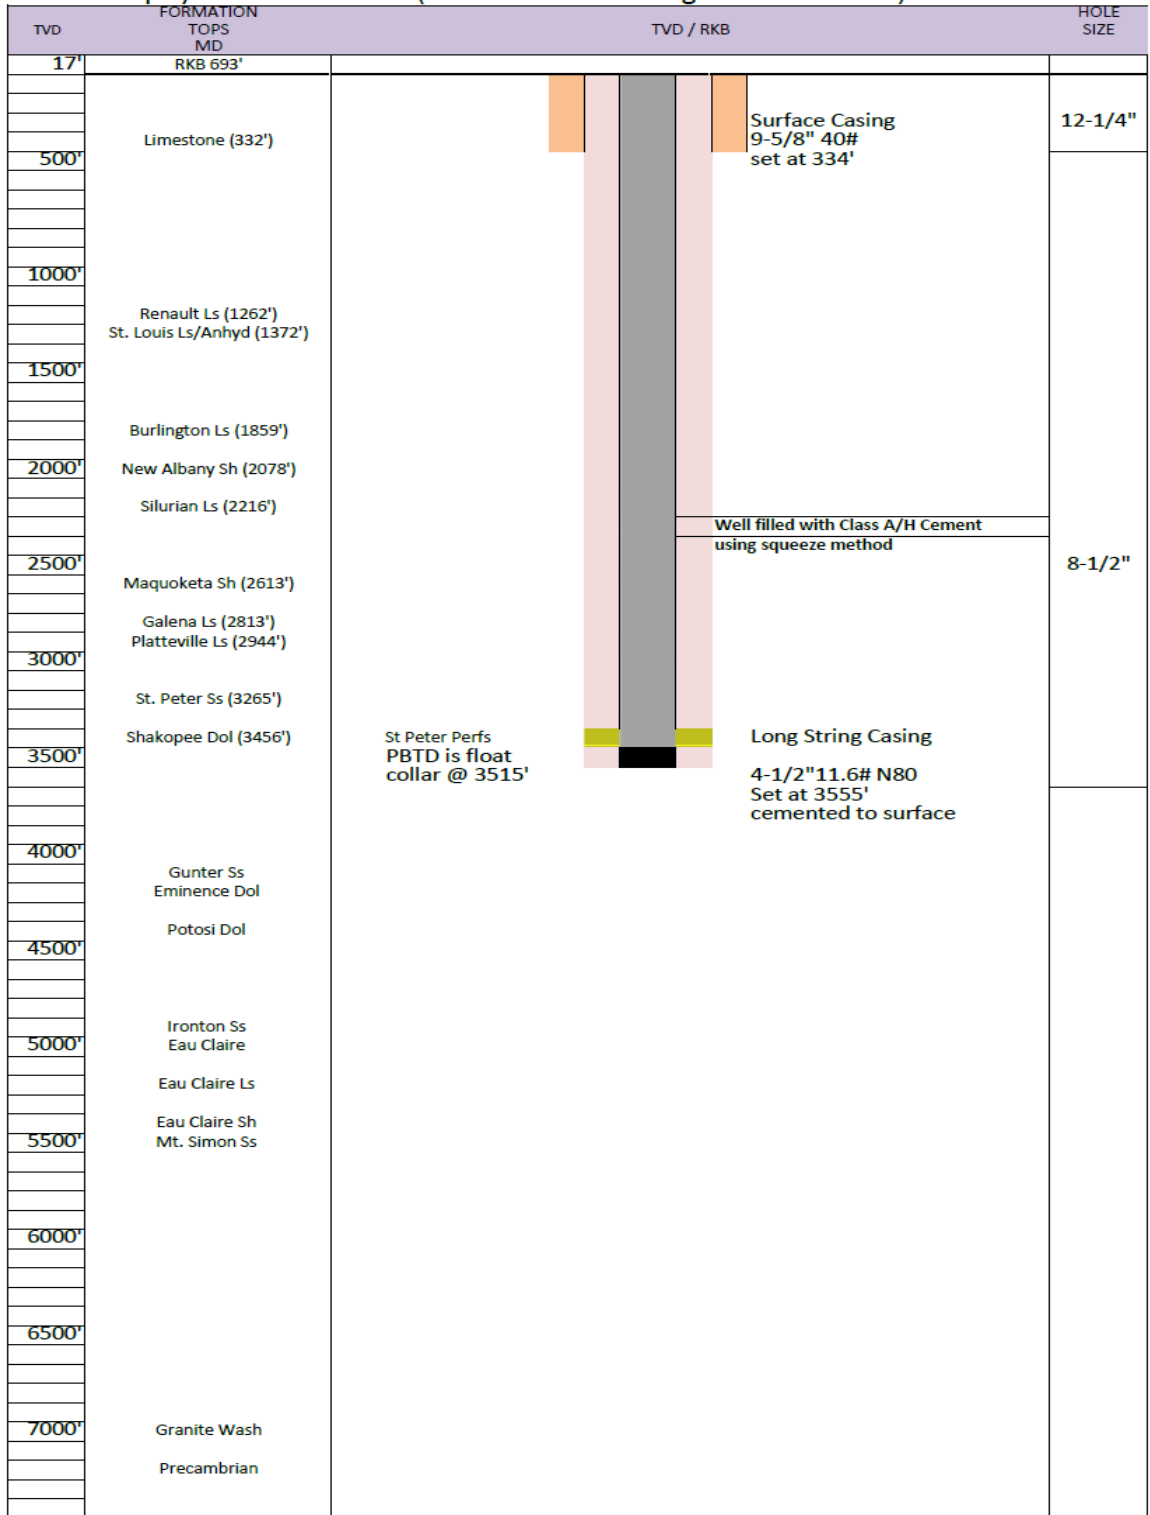 FORMATION
TOPS
MD
TVD
TVD / RKB
HOLE
SIZE
17'
RKB 693'
Limestone (332')
Surface Casing
9-5/8" 40#
set at 334'
12-1/4"
500'
1000'
Renault Ls (1262')
St. Louis Ls/Anhyd (1372')
1500'
Burlington Ls (1859')
2000'
New Albany Sh (2078')
Silurian Ls (2216')
Well filled with Class A/H Cement
using squeeze method
2500'
8-1/2"
Maquoketa Sh (2613')
Galena Ls (2813')
Platteville Ls (2944')
3000'
St. Peter Ss (3265')
Shakopee Dol (3456')
St Peter Perfs
PBTD is float
collar @ 3515'
Long String Casing
3500'
4-1/2"11.6# N80
Set at 3555'
cemented to surface
4000'
Gunter Ss
Eminence Dol
Potosi Dol
4500'
Ironton Ss
5000'
Eau Claire
Eau Claire Ls
Eau Claire Sh
5500'
Mt. Simon Ss
6000'
6500'
7000'
Granite Wash
Precambrian